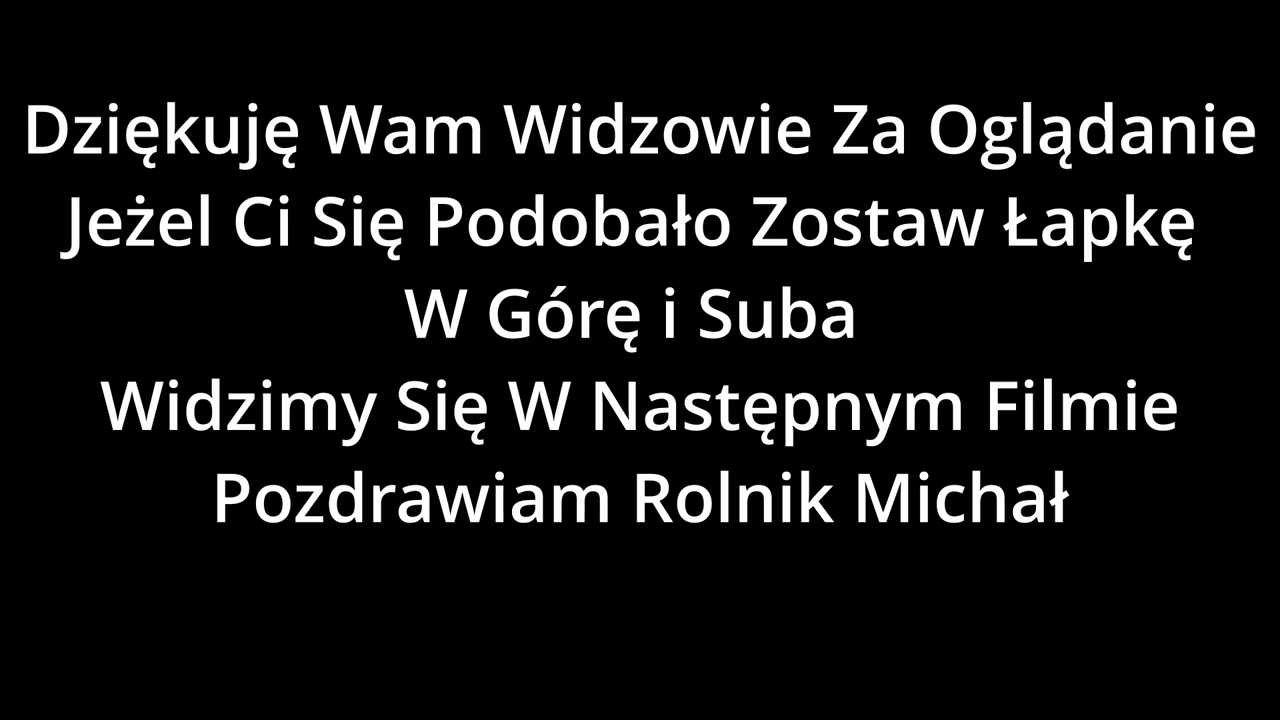 Dziękuję Wam Widzowie Za Oglądanie
Jeżel Ci Się Podobało Zostaw Łapkę
W Górę i Suba
Widzimy Się W Następnym Filmie
Pozdrawiam Rolnik Michał